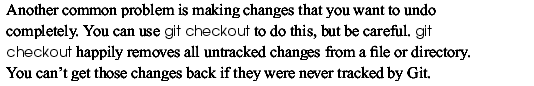 Another common problem is making changes that you want to undo
completely. You can use git checkout to do this, but be careful. git
checkout happily removes all untracked changes from a file or directory.
You can't get those changes back if they were never tracked by Git.